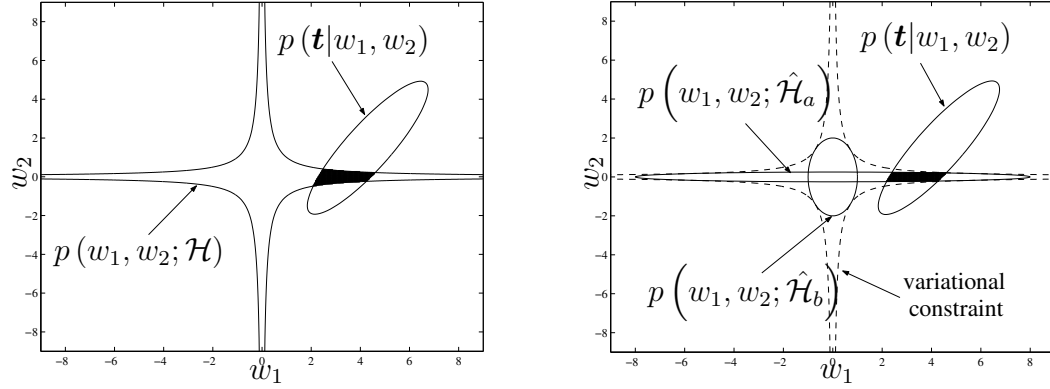 8
6
4
2
0
−2
−4
−6
−8
w₂
p (t|w₁, w₂)
p (w₁, w₂; ℋ)
−8 −6 −4 −2 0 2 4 6 8
w₁
8
6
4
2
0
−2
−4
−6
−8
w₂
p (t|w₁, w₂)
p (w₁, w₂; ℋ̂ₐ)
p (w₁, w₂; ℋ̂_b)
variational
constraint
−8 −6 −4 −2 0 2 4 6 8
w₁